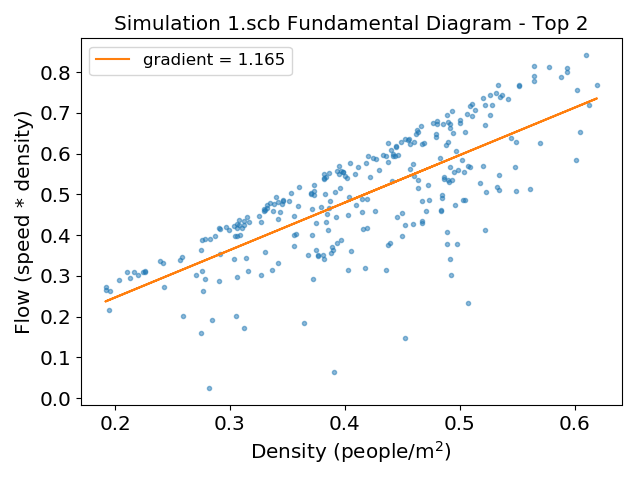 Simulation 1.scb Fundamental Diagram - Top 2
gradient = 1.165
Flow (speed * density)
0.8
0.7
0.6
0.5
0.4
0.3
0.2
0.1
0.0
0.2 0.3 0.4 0.5 0.6
Density (people/m²)